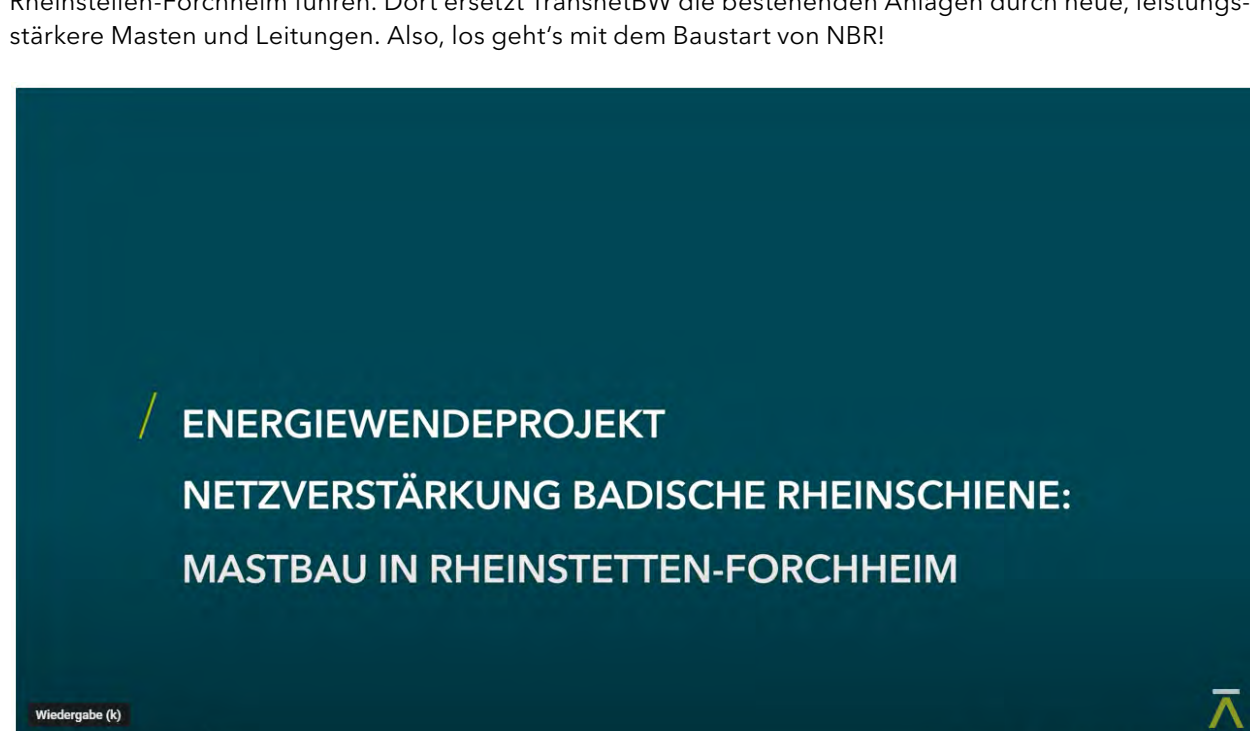 Rheinstetten-Forchheim führen. Dort ersetzt TransnetBW die bestehenden Anlagen durch neue, leistungs-
stärkere Masten und Leitungen. Also, los geht's mit dem Baustart von NBR!
/ ENERGIEWENDEPROJEKT
NETZVERSTÄRKUNG BADISCHE RHEINSCHIENE:
MASTBAU IN RHEINSTETTEN-FORCHHEIM
Wiedergabe (k)